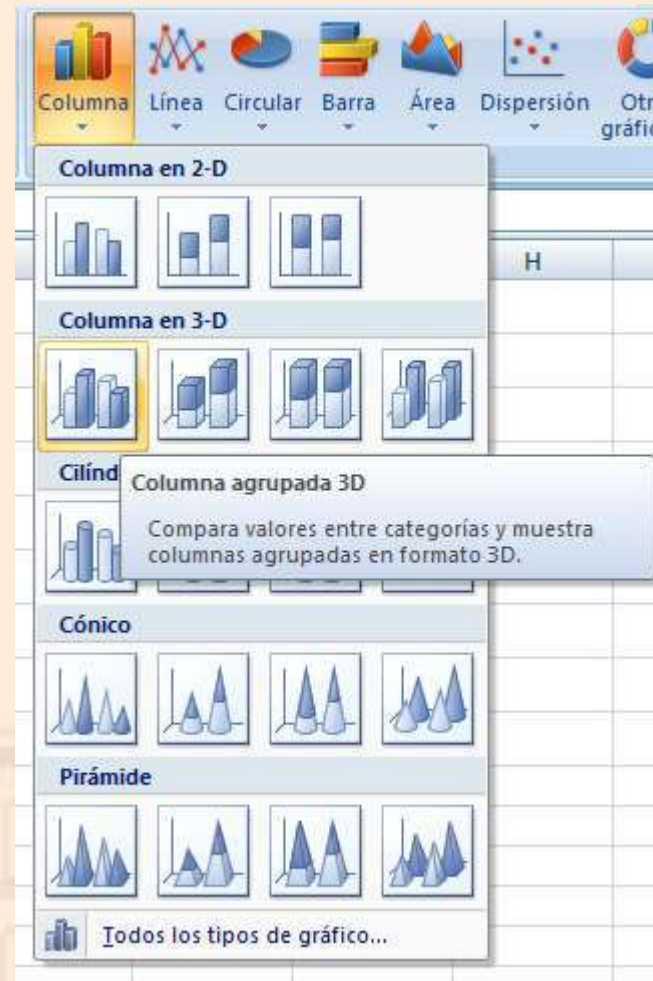 Columna Línea Circular Barra Área Dispersión
Columna en 2-D
H
Columna en 3-D
Columna agrupada 3D
Compara valores entre categorías y muestra
columnas agrupadas en formato 3D.
Cónico
Pirámide
Todos los tipos de gráfico...